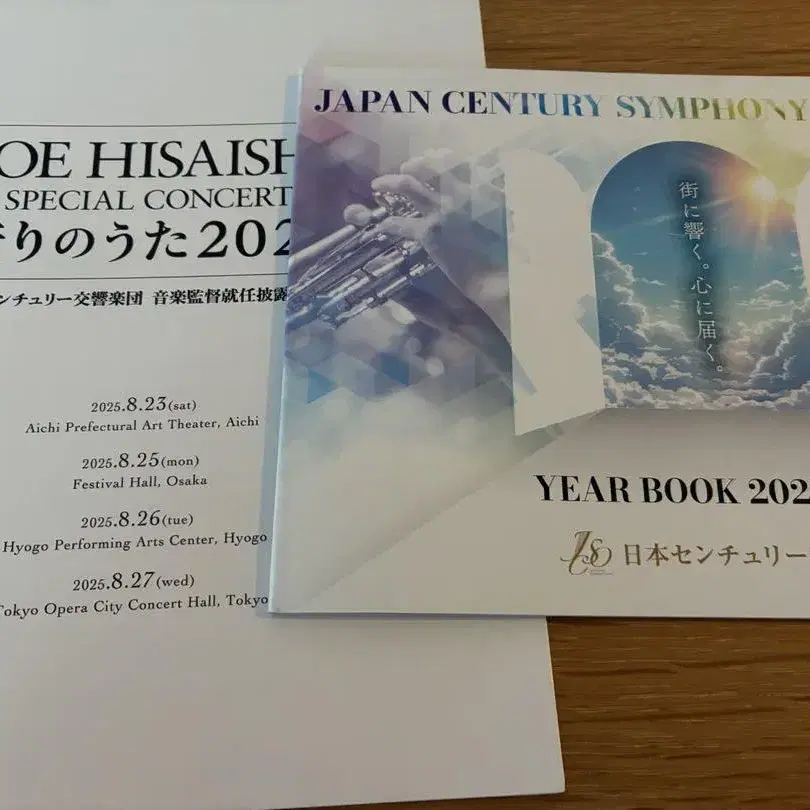 OE HISAISH
SPECIAL CONCERT
りのうた202
ンチュリー交響楽団 音楽監督就任披露
2025.8.23(sat)
Aichi Prefectural Art Theater, Aichi
2025.8.25(mon)
Festival Hall, Osaka
2025.8.26(tue)
Hyogo Performing Arts Center, Hyogo
2025.8.27(wed)
Tokyo Opera City Concert Hall, Tokyo
JAPAN CENTURY SYMPHONY
街に響く。心に届く。
YEAR BOOK 202
日本センチュリー